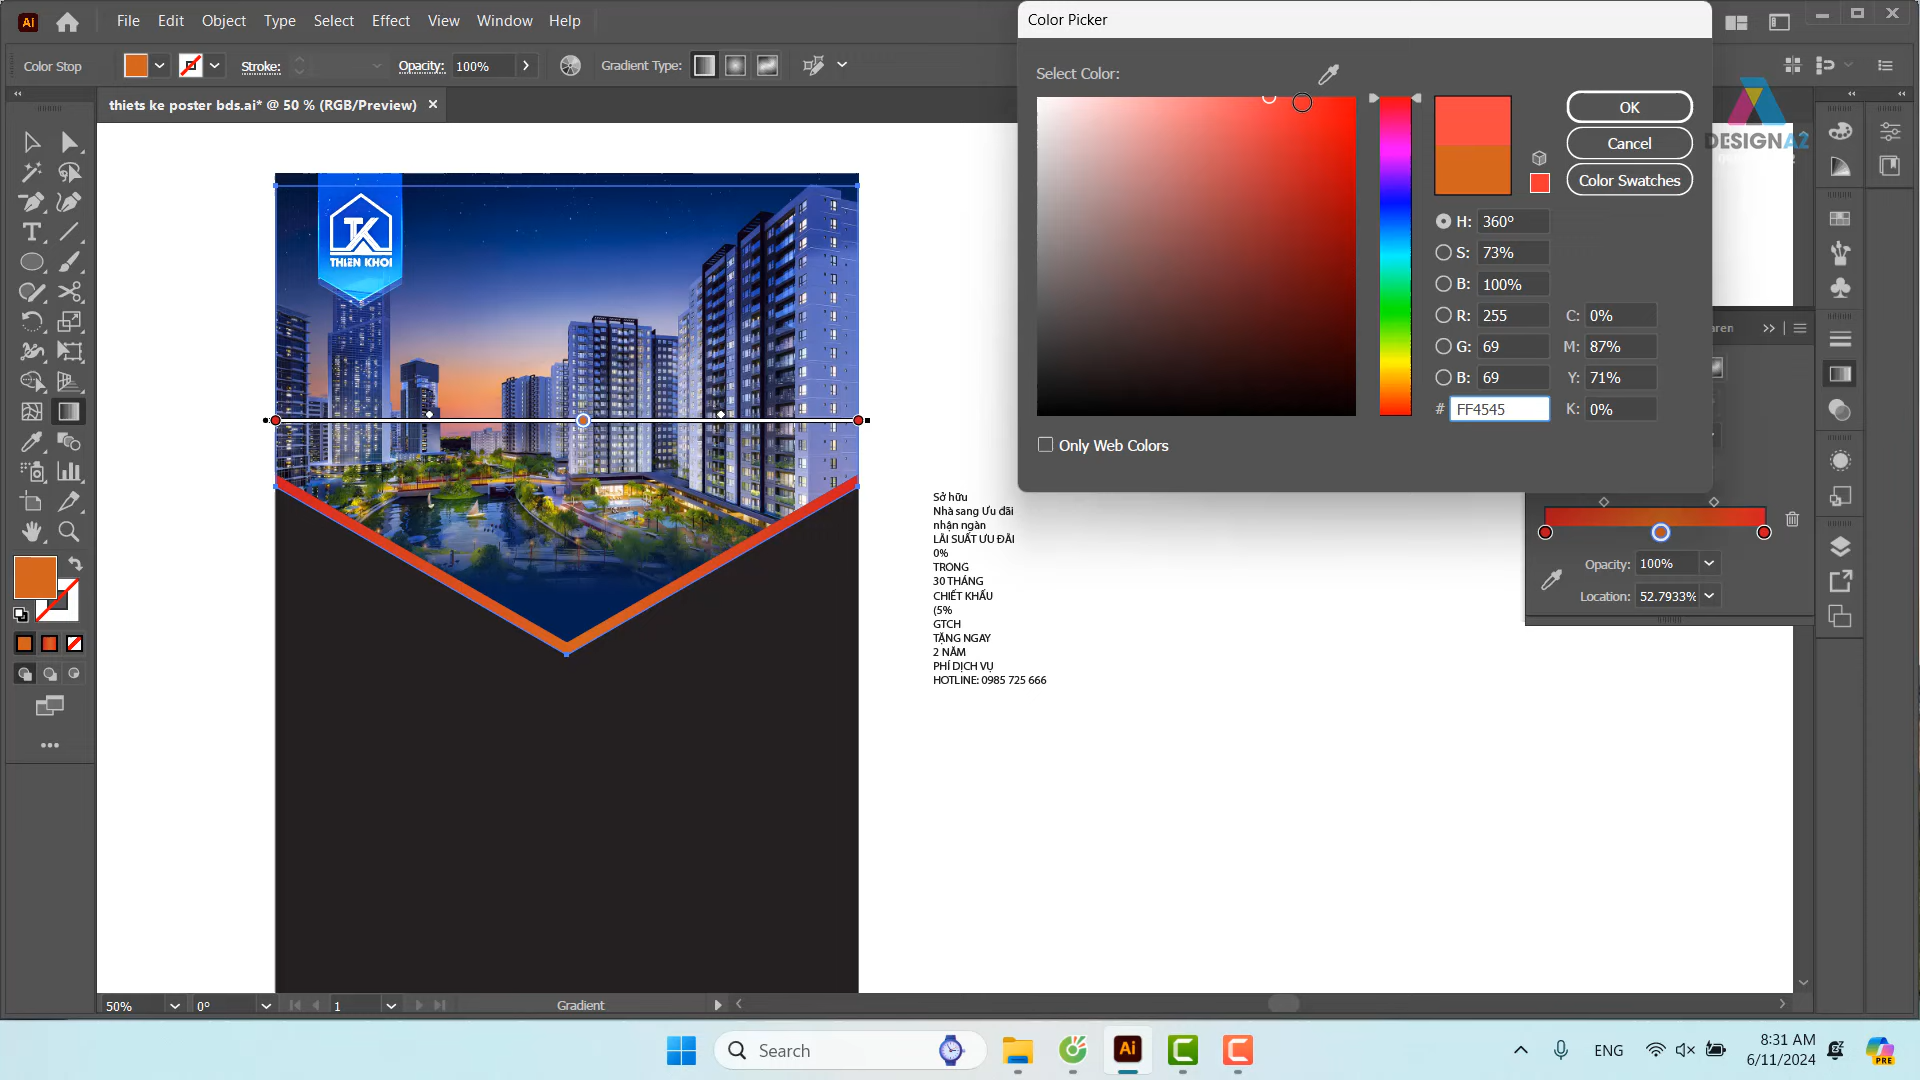 Ai File Edit Object Type Select Effect View Window Help
Color Stop Stroke: Opacity: 100% Gradient Type:
thiets ke poster bds.ai* @ 50 % (RGB/Preview)
TK
THIEN KHOI
Color Picker
Select Color:
OK
Cancel
Color Swatches
DESIGNA2
H: 360°
S: 73%
B: 100%
R: 255 C: 0%
G: 69 M: 87%
B: 69 Y: 71%
# FF4545 K: 0%
Only Web Colors
Opacity: 100%
Location: 52.7933%
Sở hữu
Nhà sang Ưu đãi
nhận ngàn
LÃI SUẤT ƯU ĐÃI
0%
TRONG
30 THÁNG
CHIẾT KHẤU
(5%
GTCH
TẶNG NGAY
2 NĂM
PHÍ DỊCH VỤ
HOTLINE: 0985 725 666
50% 0° 1 Gradient
Search
Ai
ENG
8:31 AM
6/11/2024
PRE